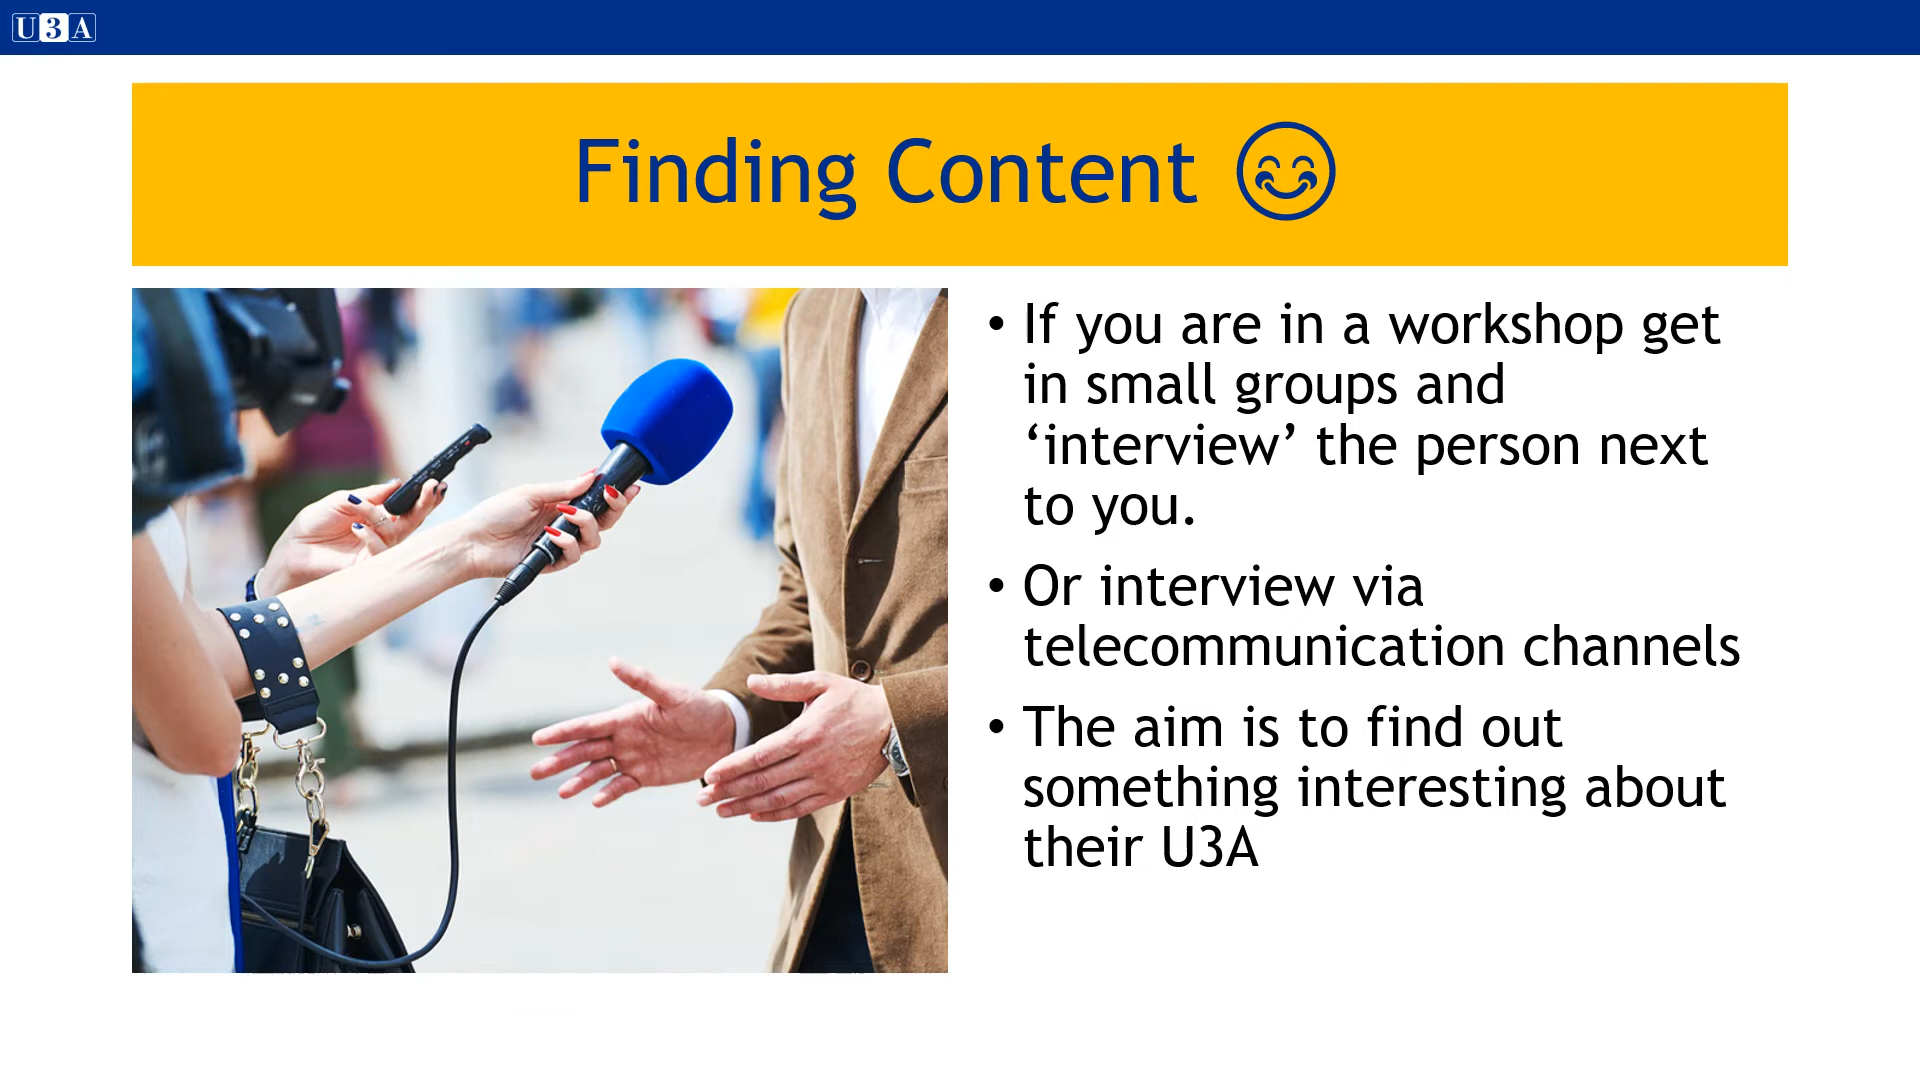 U3A
Finding Content 😊
• If you are in a workshop get
in small groups and
‘interview’ the person next
to you.
• Or interview via
telecommunication channels
• The aim is to find out
something interesting about
their U3A